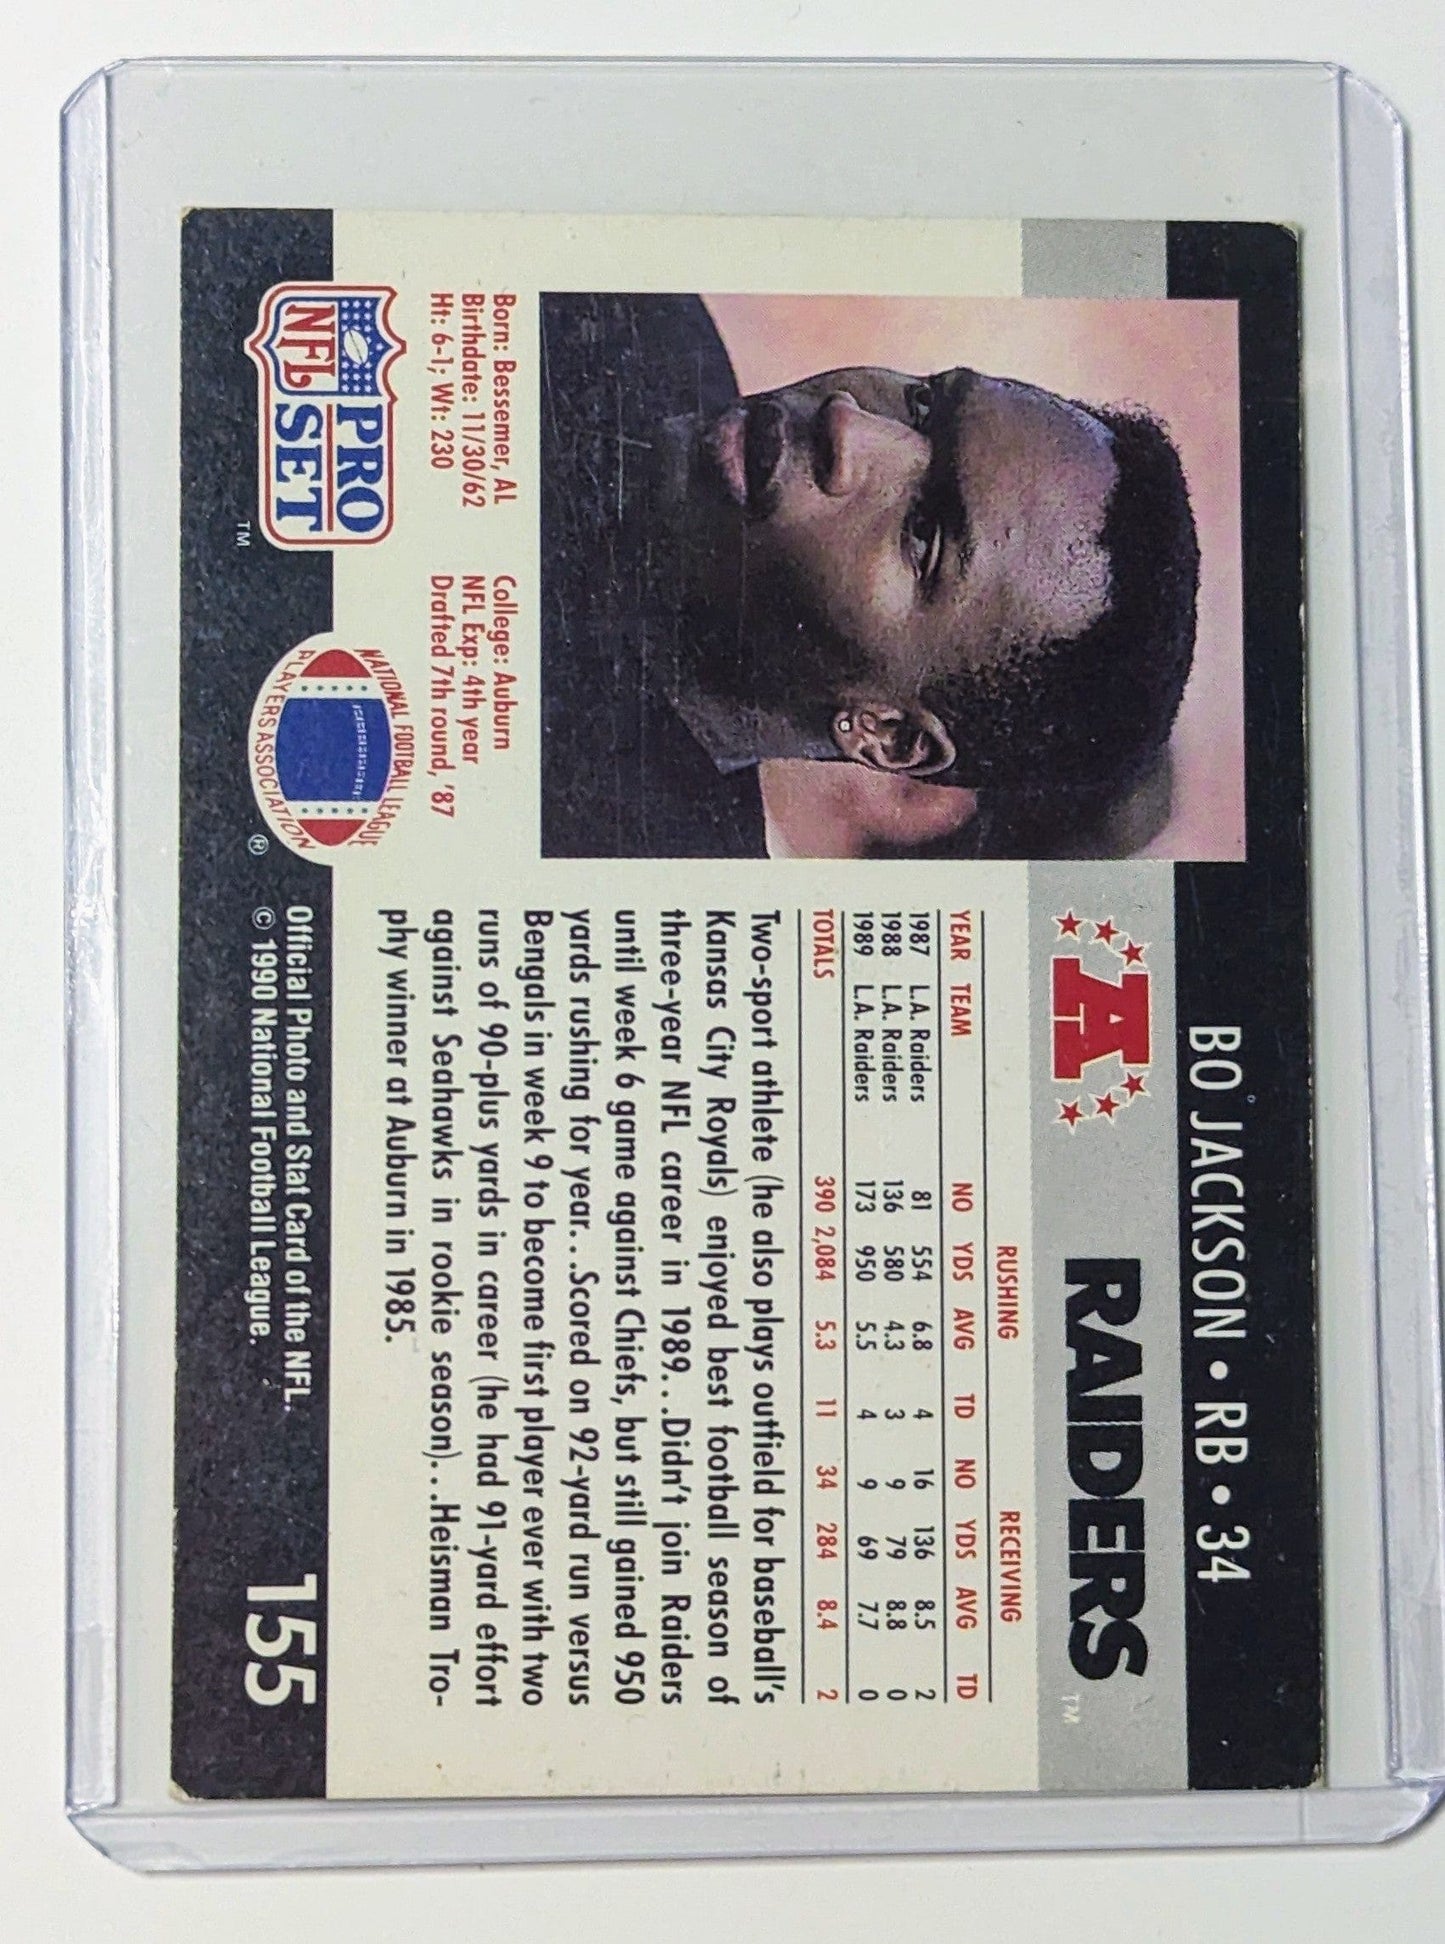 BO JACKSON • RB • 34
A RAIDERS TM
RUSHING RECEIVING
YEAR TEAM NO YDS AVG TD NO YDS AVG TD
1987 L.A. Raiders 81 554 6.8 4 16 136 8.5 2
1988 L.A. Raiders 136 580 4.3 3 9 79 8.8 0
1989 L.A. Raiders 173 950 5.5 4 9 69 7.7 0
TOTALS 390 2,084 5.3 11 34 284 8.4 2
Two-sport athlete (he also plays outfield for baseball's
Kansas City Royals) enjoyed best football season of
three-year NFL career in 1989...Didn't join Raiders
until week 6 game against Chiefs, but still gained 950
yards rushing for year...Scored on 92-yard run versus
Bengals in week 9 to become first player ever with two
runs of 90-plus yards in career (he had 91-yard effort
against Seahawks in rookie season)...Heisman Tro-
phy winner at Auburn in 1985.
Born: Bessemer, AL College: Auburn
Birthdate: 11/30/62 NFL Exp: 4th year
Ht: 6-1; Wt: 230 Drafted 7th round, '87
NFL PRO SET TM
NATIONAL FOOTBALL LEAGUE
PLAYERS ASSOCIATION ®
Official Photo and Stat Card of the NFL.
© 1990 National Football League.
155